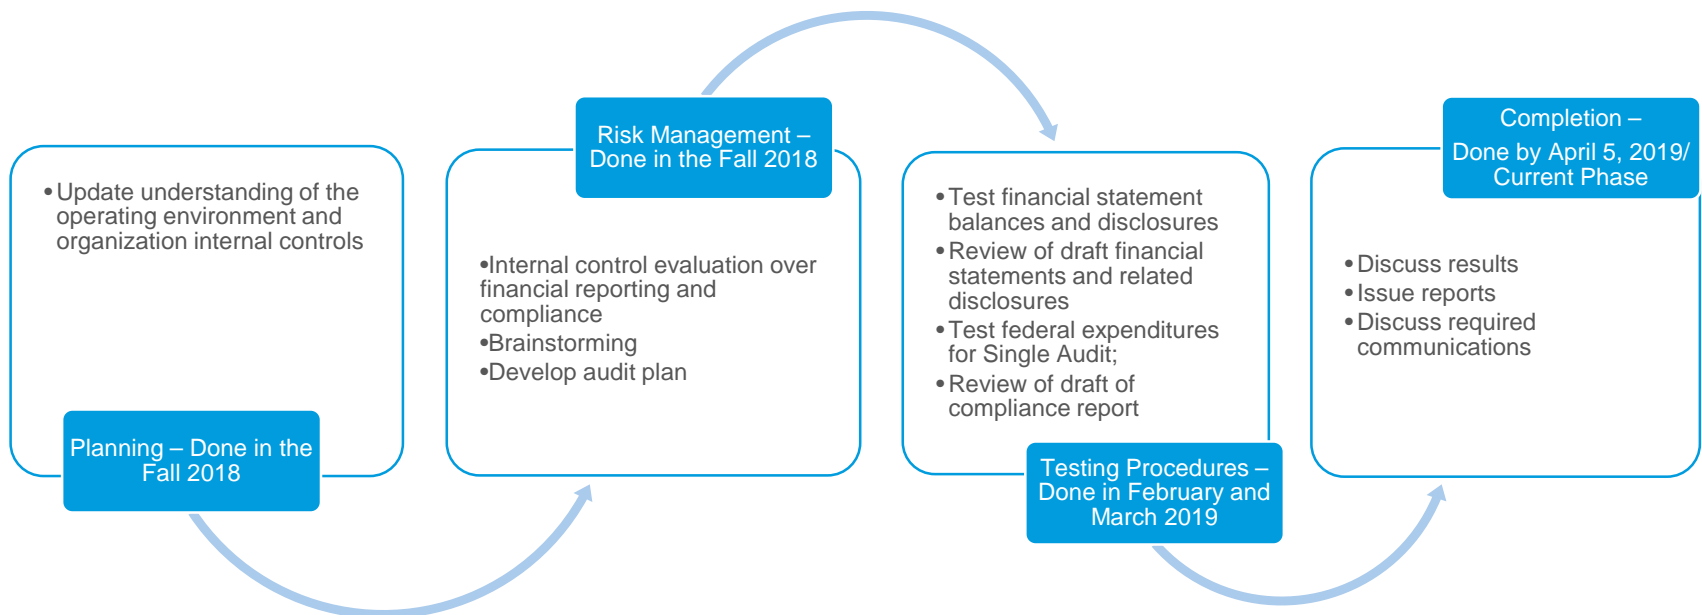 • Update understanding of the
operating environment and
organization internal controls
Planning – Done in the
Fall 2018
Risk Management –
Done in the Fall 2018
•Internal control evaluation over
financial reporting and
compliance
•Brainstorming
•Develop audit plan
• Test financial statement
balances and disclosures
• Review of draft financial
statements and related
disclosures
• Test federal expenditures
for Single Audit;
• Review of draft of
compliance report
Testing Procedures –
Done in February and
March 2019
Completion –
Done by April 5, 2019/
Current Phase
• Discuss results
• Issue reports
• Discuss required
communications